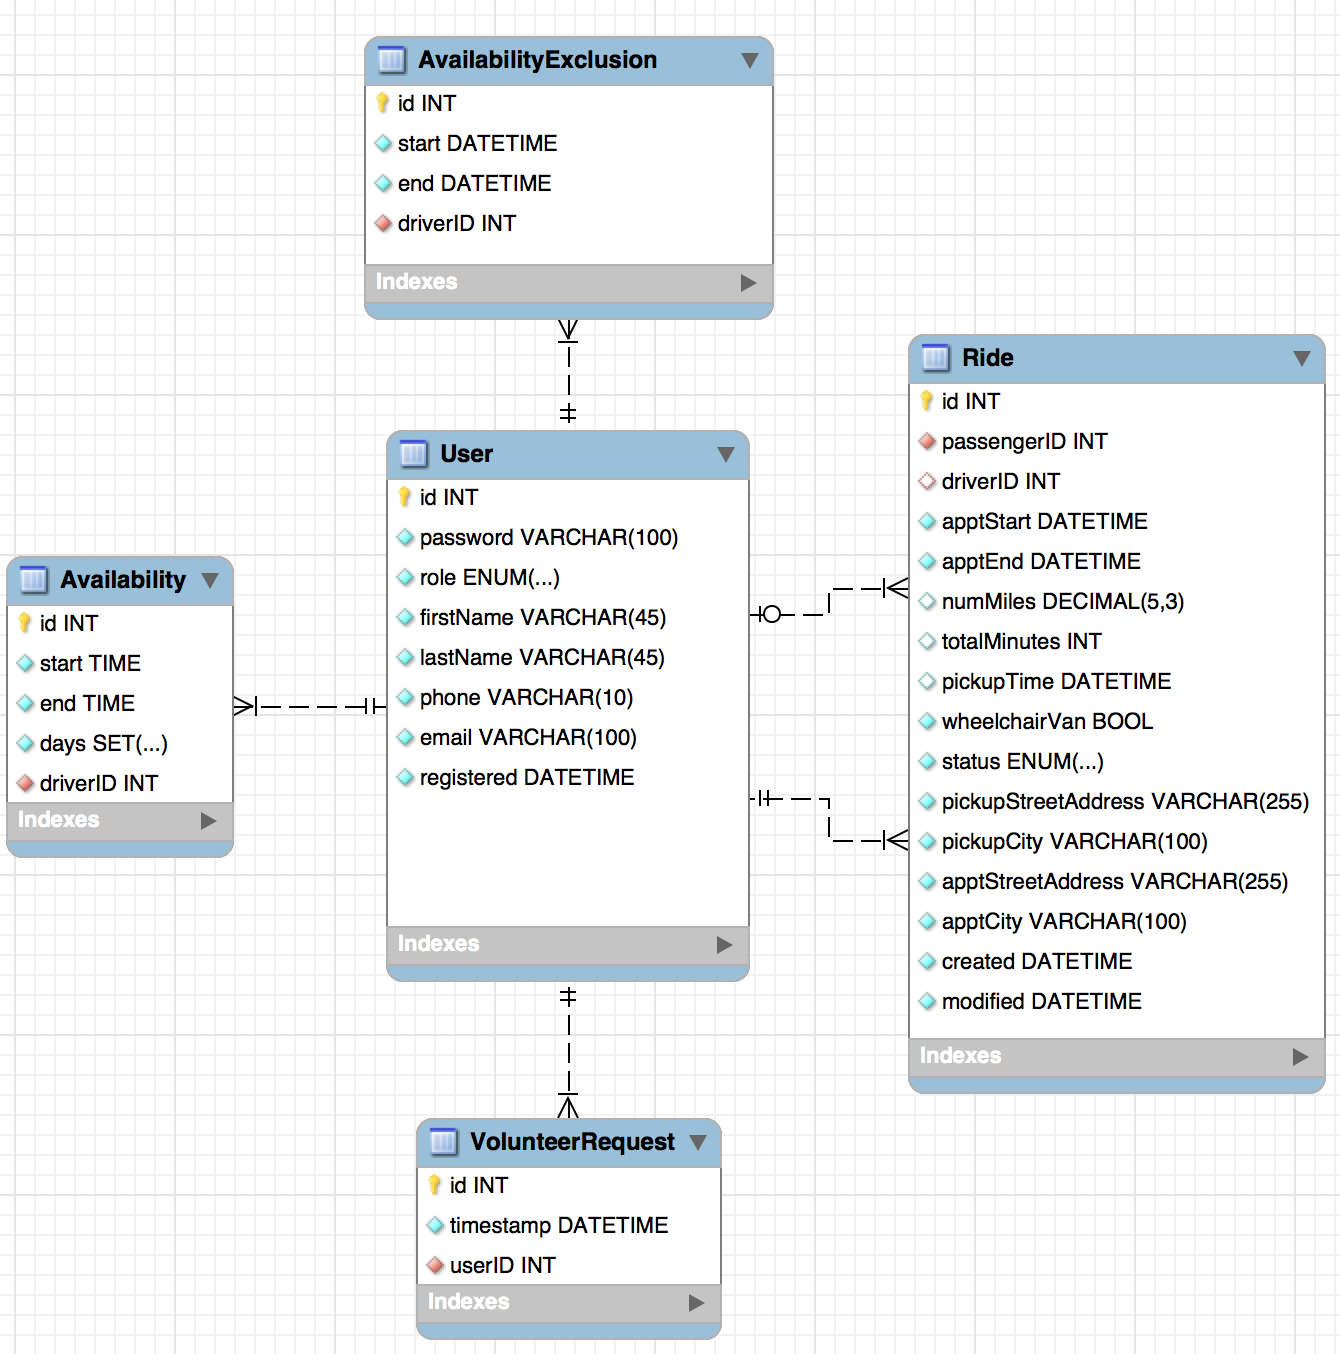 AvailabilityExclusion
id INT
start DATETIME
end DATETIME
driverID INT
Indexes
User
id INT
password VARCHAR(100)
role ENUM(...)
firstName VARCHAR(45)
lastName VARCHAR(45)
phone VARCHAR(10)
email VARCHAR(100)
registered DATETIME
Indexes
Availability
id INT
start TIME
end TIME
days SET(...)
driverID INT
Indexes
Ride
id INT
passengerID INT
driverID INT
apptStart DATETIME
apptEnd DATETIME
numMiles DECIMAL(5,3)
totalMinutes INT
pickupTime DATETIME
wheelchairVan BOOL
status ENUM(...)
pickupStreetAddress VARCHAR(255)
pickupCity VARCHAR(100)
apptStreetAddress VARCHAR(255)
apptCity VARCHAR(100)
created DATETIME
modified DATETIME
Indexes
VolunteerRequest
id INT
timestamp DATETIME
userID INT
Indexes